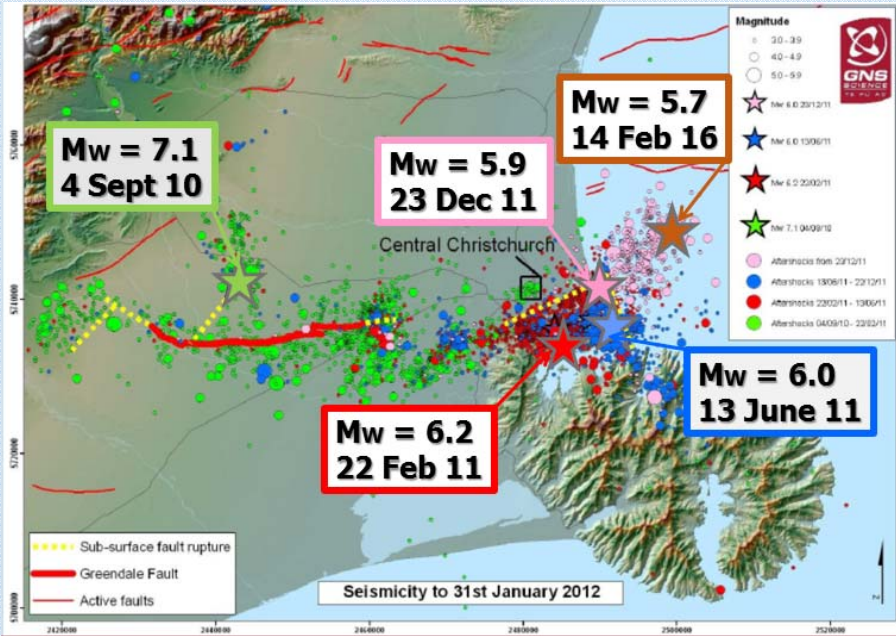 Magnitude
3.0 - 3.9
4.0 - 4.9
5.0 - 5.9
Mw 6.0 23/12/11
Mw 6.0 13/06/11
Mw 6.2 22/02/11
Mw 7.1 04/09/10
Aftershocks from 23/12/11
Aftershocks 13/06/11 - 22/12/11
Aftershocks 22/02/11 - 13/06/11
Aftershocks 04/09/10 - 22/02/11
GNS
SCIENCE
TE PU AO
Mw = 5.7
14 Feb 16
Mw = 7.1
4 Sept 10
Mw = 5.9
23 Dec 11
Central Christchurch
Mw = 6.0
13 June 11
Mw = 6.2
22 Feb 11
Sub-surface fault rupture
Greendale Fault
Active faults
Seismicity to 31st January 2012
5760000
5740000
5720000
5700000
2420000
2440000
2460000
2480000
2500000
2520000